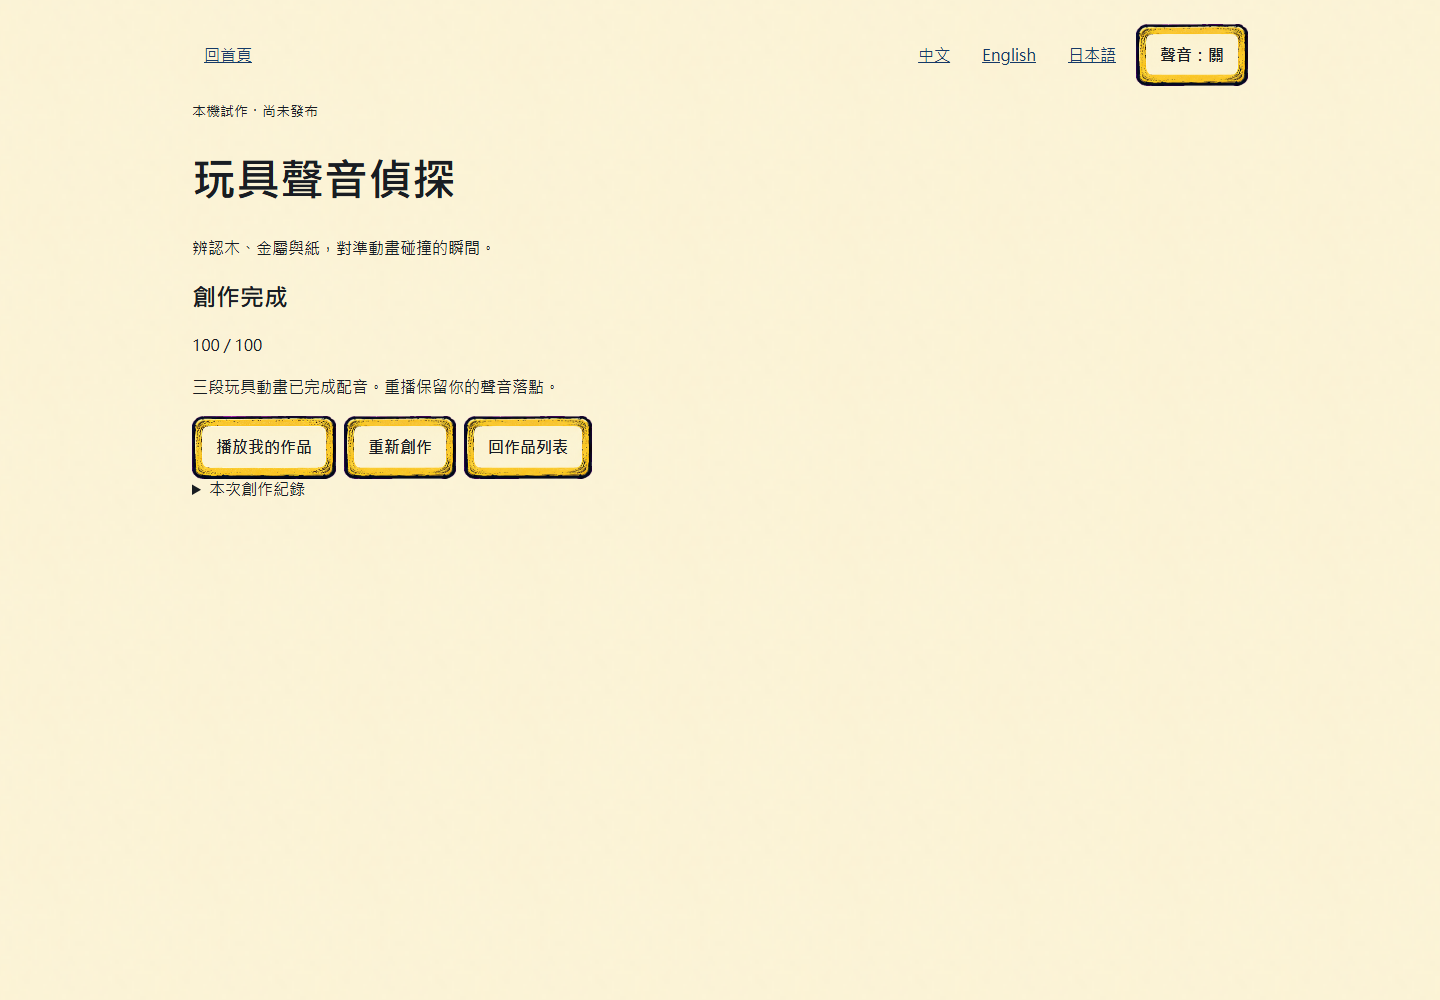 回首頁
中文 English 日本語 聲音：關
本機試作・尚未發布
玩具聲音偵探
辨認木、金屬與紙，對準動畫碰撞的瞬間。
創作完成
100 / 100
三段玩具動畫已完成配音。重播保留你的聲音落點。
播放我的作品 重新創作 回作品列表
▶ 本次創作紀錄